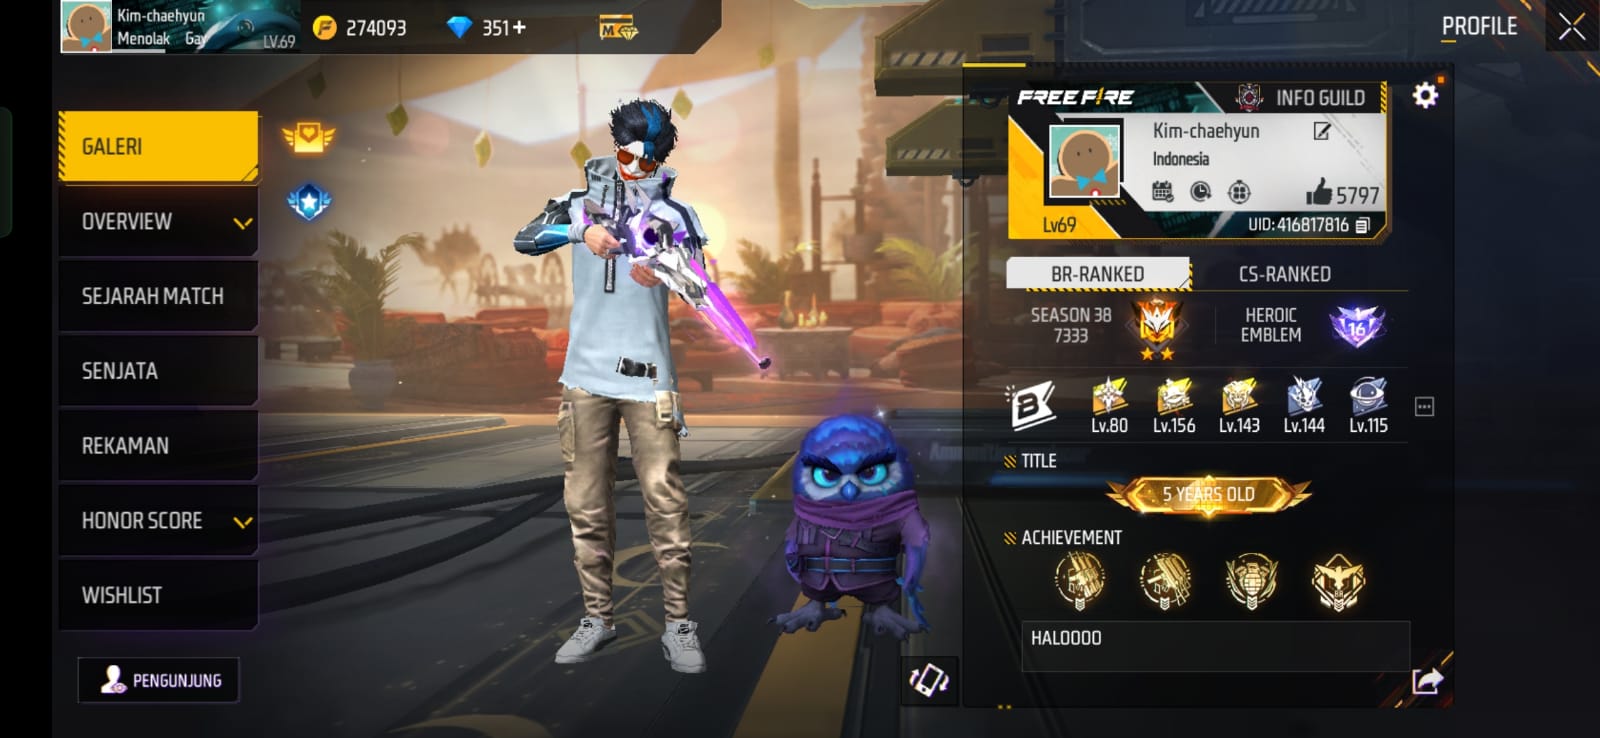 Kim-chaehyun
Menolak Gay
LV.69
274093
351+
M
PROFILE
GALERI
OVERVIEW
SEJARAH MATCH
SENJATA
REKAMAN
HONOR SCORE
WISHLIST
PENGUNJUNG
FREE FIRE
INFO GUILD
Kim-chaehyun
Indonesia
5797
Lv69
UID:416817816
BR-RANKED
CS-RANKED
SEASON 38
7333
HEROIC
EMBLEM
16
B
Lv.80
Lv.156
Lv.143
Lv.144
Lv.115
TITLE
5 YEARS OLD
ACHIEVEMENT
BR
HALOOOO